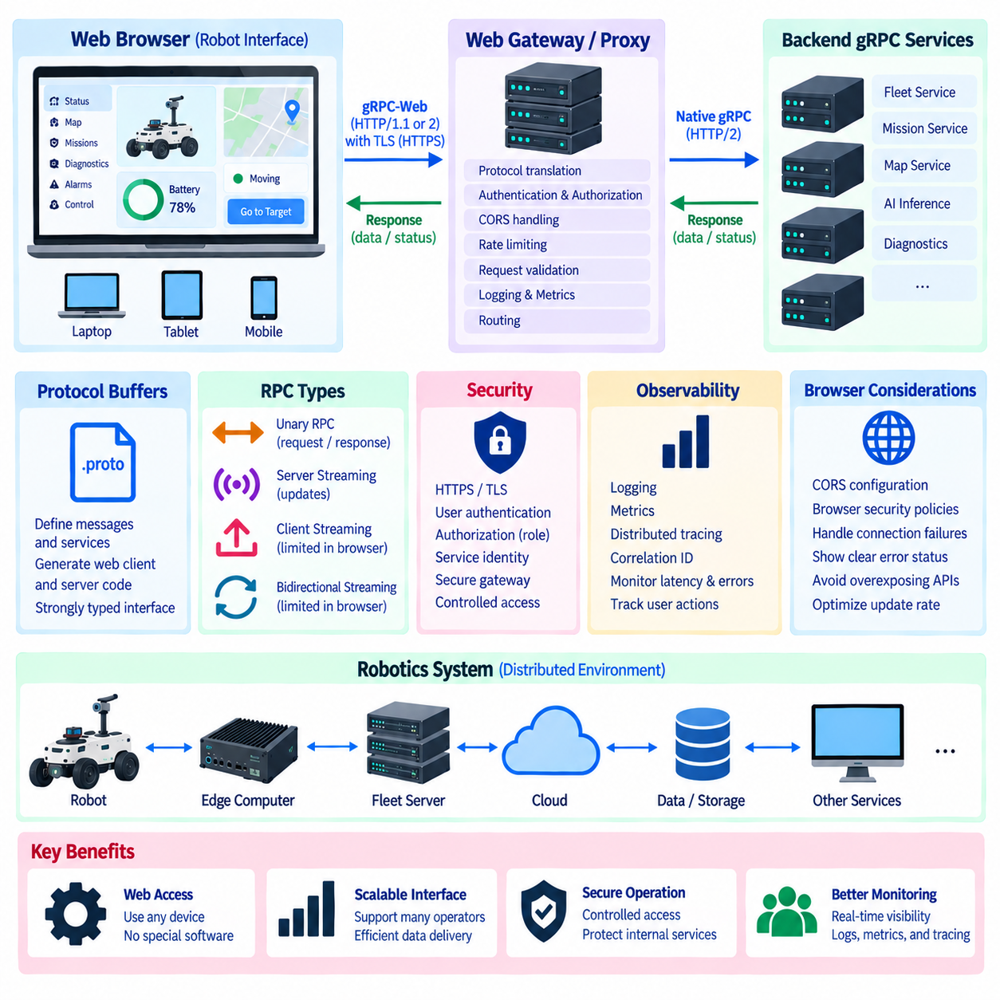 Web Browser (Robot Interface)
Status
Map
Missions
Diagnostics
Alarms
Control
Battery
78%
Moving
Go to Target
Laptop
Tablet
Mobile
gRPC-Web
(HTTP/1.1 or 2)
with TLS (HTTPS)
Response
(data / status)
Web Gateway / Proxy
Protocol translation
Authentication & Authorization
CORS handling
Rate limiting
Request validation
Logging & Metrics
Routing
Native gRPC
(HTTP/2)
Response
(data / status)
Backend gRPC Services
Fleet Service
Mission Service
Map Service
AI Inference
Diagnostics
...
Protocol Buffers
.proto
Define messages
and services
Generate web client
and server code
Strongly typed interface
RPC Types
Unary RPC
(request / response)
Server Streaming
(updates)
Client Streaming
(limited in browser)
Bidirectional Streaming
(limited in browser)
Security
HTTPS / TLS
User authentication
Authorization (role)
Service identity
Secure gateway
Controlled access
Observability
Logging
Metrics
Distributed tracing
Correlation ID
Monitor latency & errors
Track user actions
Browser Considerations
CORS configuration
Browser security policies
Handle connection failures
Show clear error status
Avoid overexposing APIs
Optimize update rate
Robotics System (Distributed Environment)
Robot
Edge Computer
Fleet Server
Cloud
Data / Storage
Other Services
...
Key Benefits
Web Access
Use any device
No special software
Scalable Interface
Support many operators
Efficient data delivery
Secure Operation
Controlled access
Protect internal services
Better Monitoring
Real-time visibility
Logs, metrics, and tracing